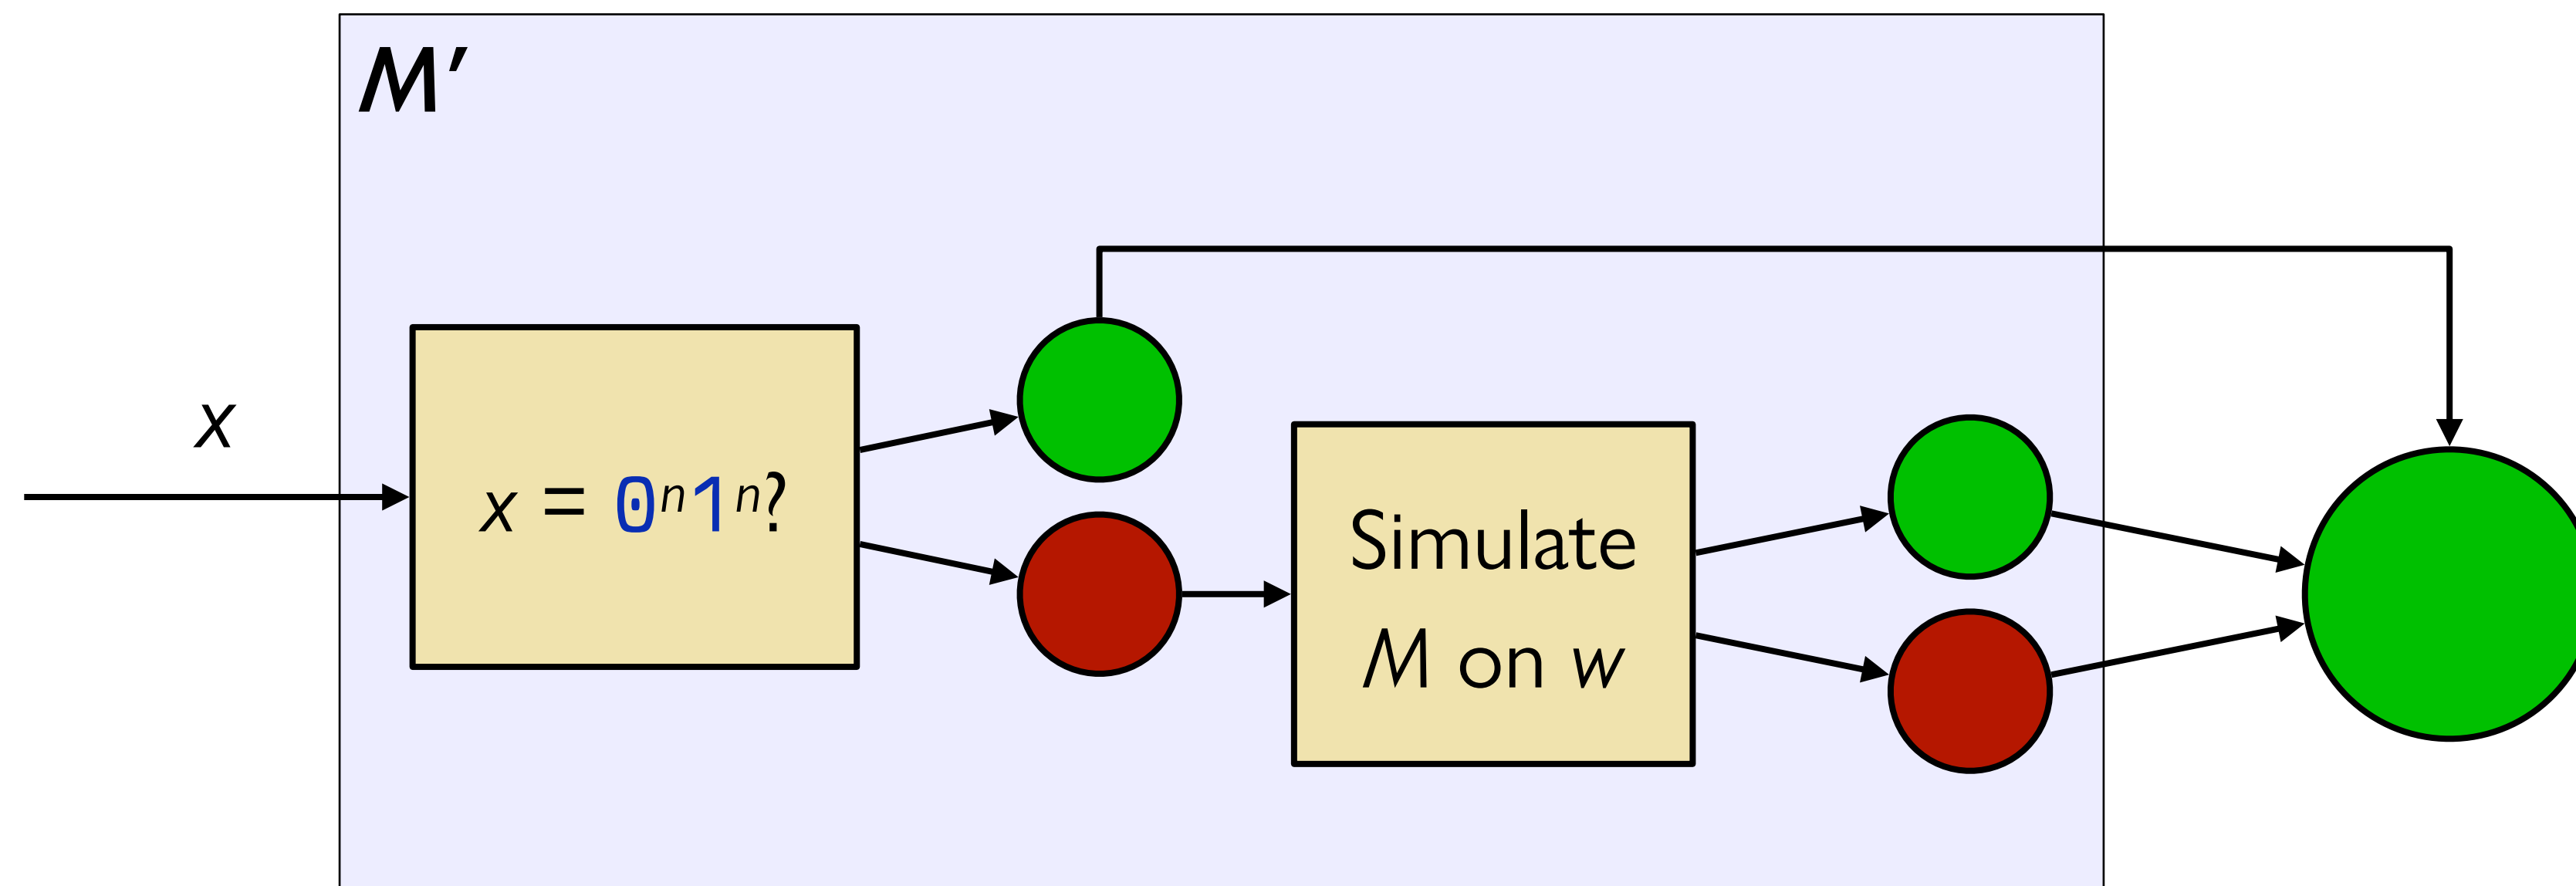 M′
x
x = 0ⁿ1ⁿ?
Simulate
M on w